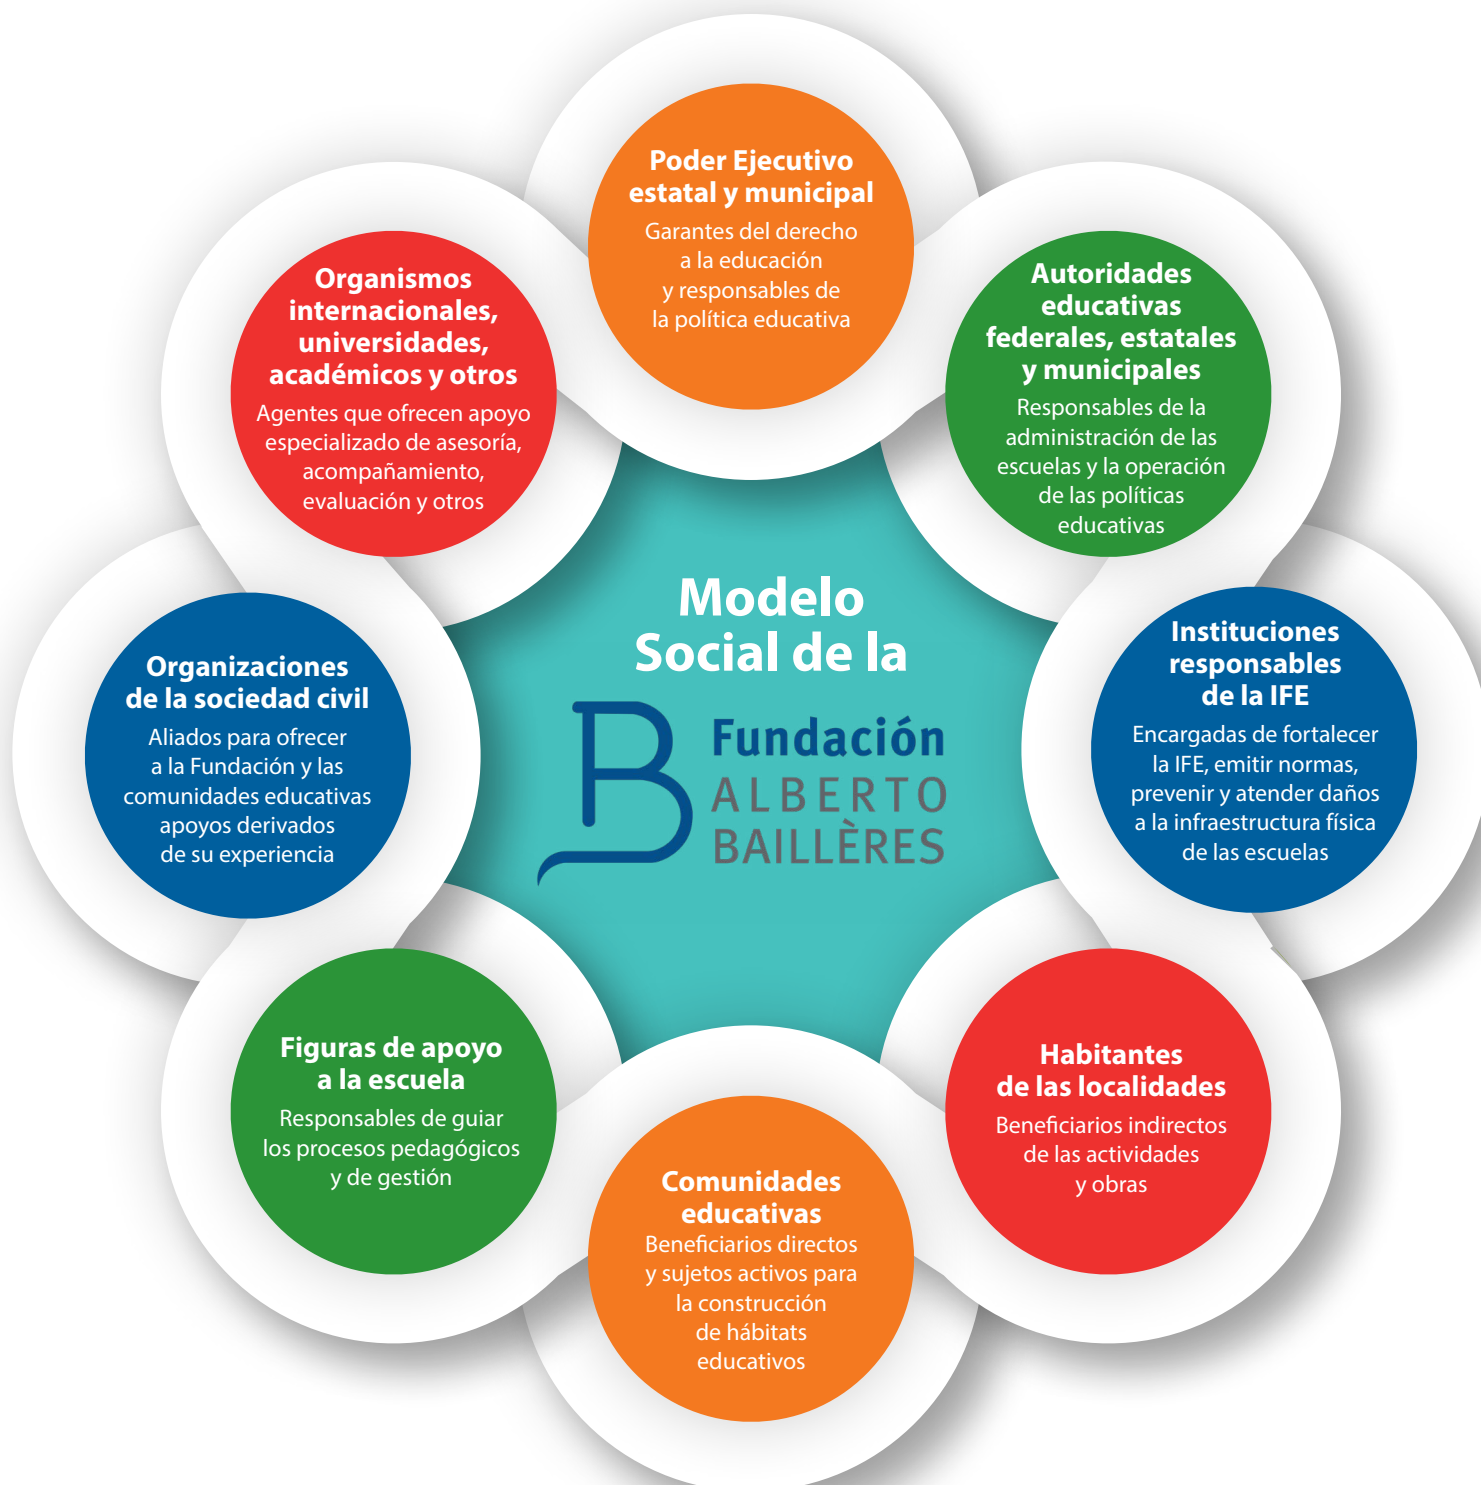 Poder Ejecutivo
estatal y municipal
Garantes del derecho
a la educación
y responsables de
la política educativa
Autoridades
educativas
federales, estatales
y municipales
Responsables de la
administración de las
escuelas y la operación
de las políticas
educativas
Instituciones
responsables
de la IFE
Encargadas de fortalecer
la IFE, emitir normas,
prevenir y atender daños
a la infraestructura física
de las escuelas
Habitantes
de las localidades
Beneficiarios indirectos
de las actividades
y obras
Comunidades
educativas
Beneficiarios directos
y sujetos activos para
la construcción
de hábitats
educativos
Figuras de apoyo
a la escuela
Responsables de guiar
los procesos pedagógicos
y de gestión
Organizaciones
de la sociedad civil
Aliados para ofrecer
a la Fundación y las
comunidades educativas
apoyos derivados
de su experiencia
Organismos
internacionales,
universidades,
académicos y otros
Agentes que ofrecen apoyo
especializado de asesoría,
acompañamiento,
evaluación y otros
Modelo
Social de la
B
Fundación
ALBERTO
BAILLÈRES